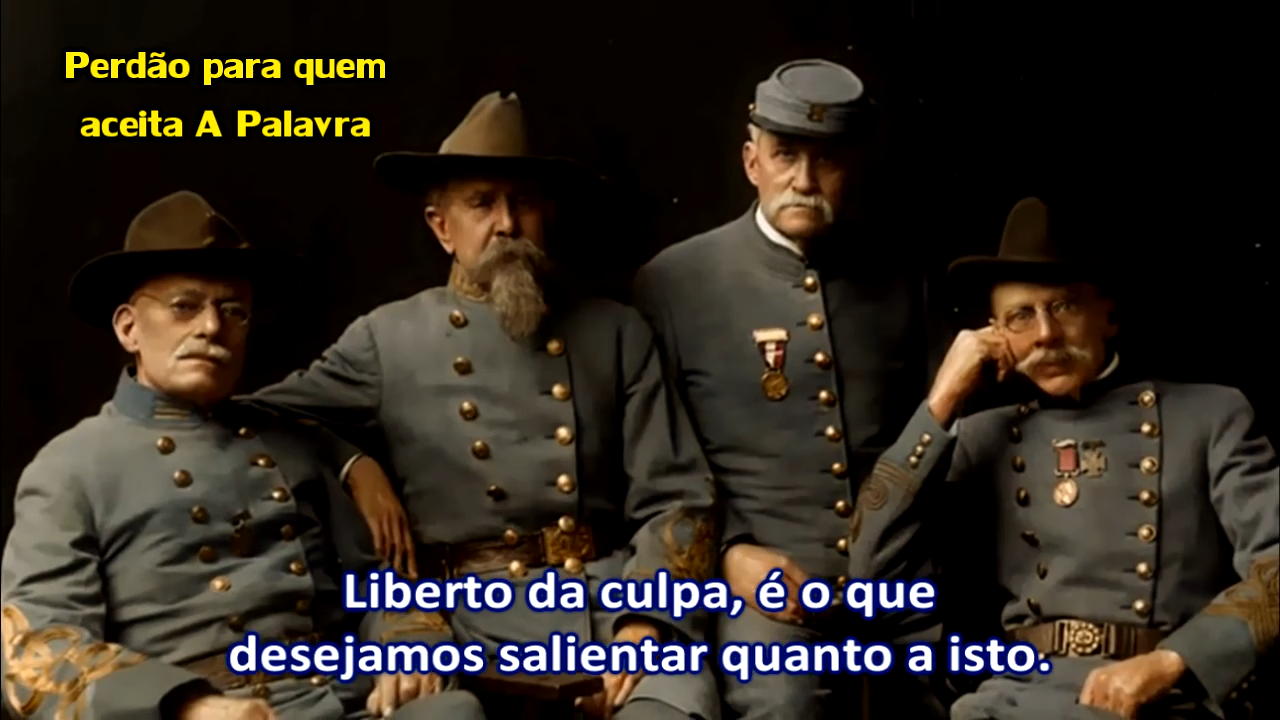 Perdão para quem
aceita A Palavra
Liberto da culpa, é o que
desejamos salientar quanto a isto.